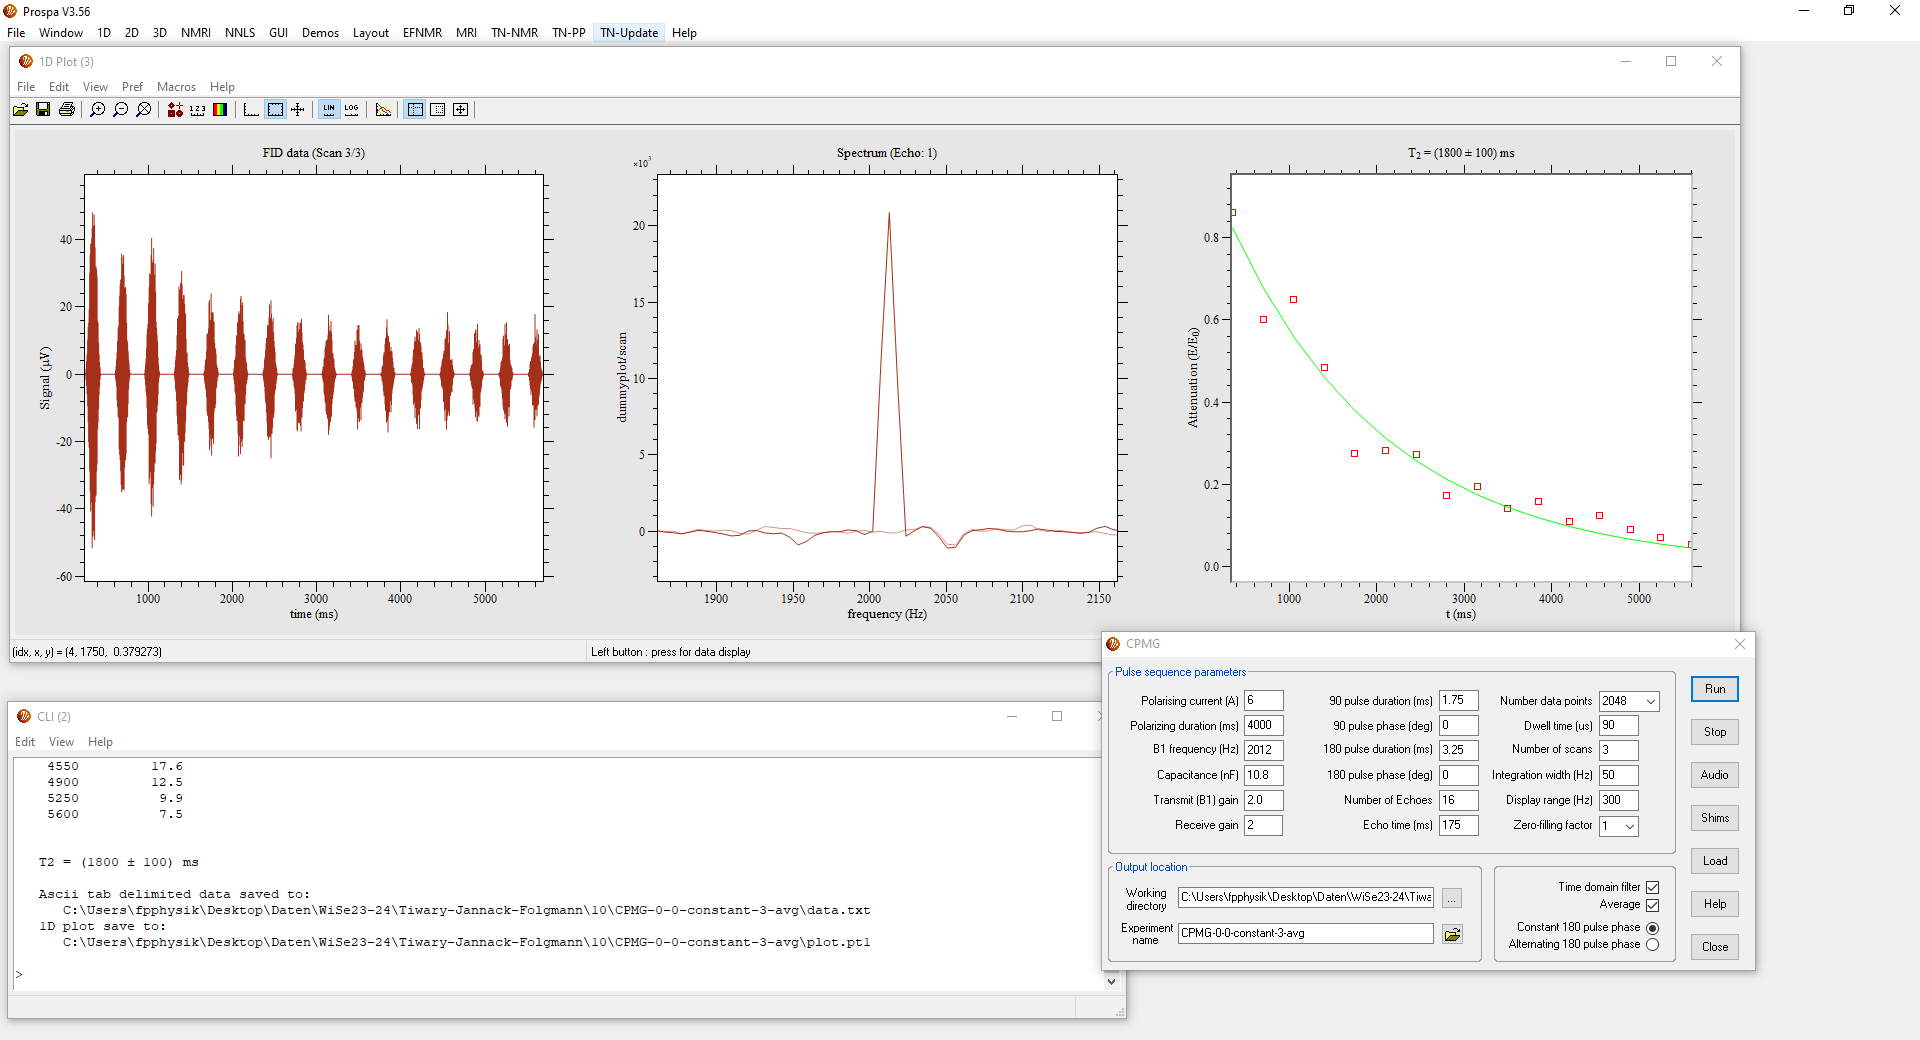 Prospa V3.56
File Window 1D 2D 3D NMRI NNLS GUI Demos Layout EFNMR MRI TN-NMR TN-PP TN-Update Help
1D Plot (3)
File Edit View Pref Macros Help
1 2 3 LIN LOG
FID data (Scan 3/3)
40
20
0
-20
-40
-60
Signal (µV)
1000 2000 3000 4000 5000
time (ms)
Spectrum (Echo: 1)
×10³
20
15
10
5
0
dummyplot/scan
1900 1950 2000 2050 2100 2150
frequency (Hz)
T₂ = (1800 ± 100) ms
0.8
0.6
0.4
0.2
0.0
Attenuation (E/E₀)
1000 2000 3000 4000 5000
t (ms)
(idx, x, y) = (4, 1750, 0.379273)
Left button : press for data display
CLI (2)
Edit View Help
4550 17.6
4900 12.5
5250 9.9
5600 7.5
T2 = (1800 ± 100) ms
Ascii tab delimited data saved to:
C:\Users\fpphysik\Desktop\Daten\WiSe23-24\Tiwary-Jannack-Folgmann\10\CPMG-0-0-constant-3-avg\data.txt
1D plot save to:
C:\Users\fpphysik\Desktop\Daten\WiSe23-24\Tiwary-Jannack-Folgmann\10\CPMG-0-0-constant-3-avg\plot.pt1
>
CPMG
Pulse sequence parameters
Polarising current (A) 6
Polarizing duration (ms) 4000
B1 frequency (Hz) 2012
Capacitance (nF) 10.8
Transmit (B1) gain 2.0
Receive gain 2
90 pulse duration (ms) 1.75
90 pulse phase (deg) 0
180 pulse duration (ms) 3.25
180 pulse phase (deg) 0
Number of Echoes 16
Echo time (ms) 175
Number data points 2048
Dwell time (us) 90
Number of scans 3
Integration width (Hz) 50
Display range (Hz) 300
Zero-filling factor 1
Run
Stop
Audio
Shims
Load
Help
Close
Output location
Working directory C:\Users\fpphysik\Desktop\Daten\WiSe23-24\Tiwa ...
Experiment name CPMG-0-0-constant-3-avg
Time domain filter
Average
Constant 180 pulse phase
Alternating 180 pulse phase